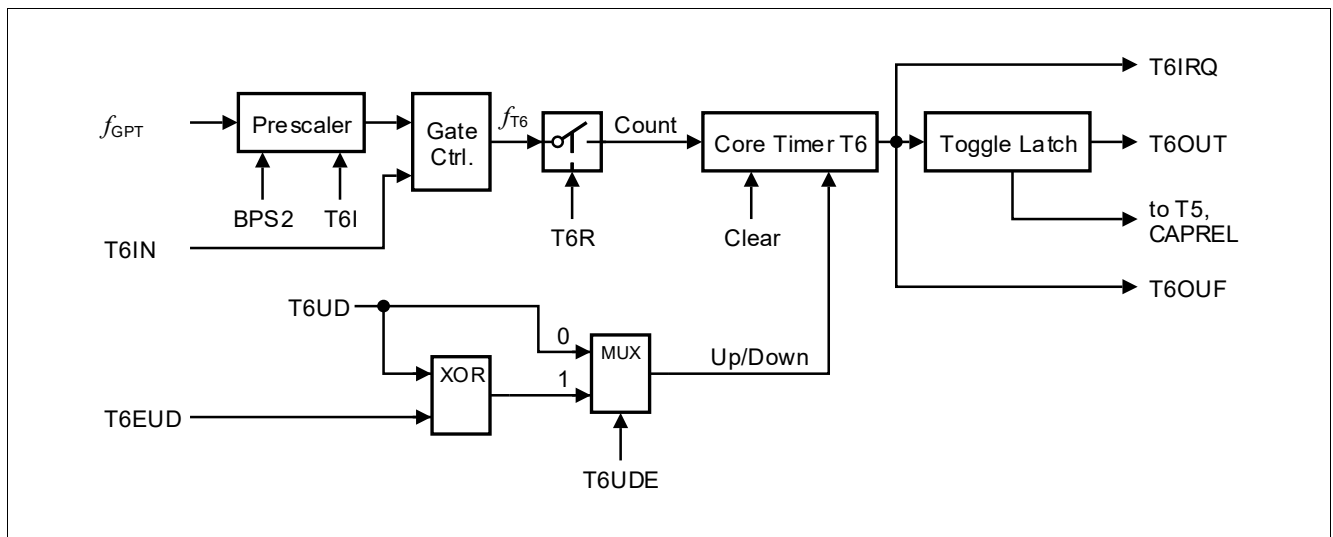 T6IRQ
fGPT
Prescaler
Gate
Ctrl.
fT6
Count
Core Timer T6
Toggle Latch
T6OUT
BPS2
T6I
T6R
Clear
to T5,
CAPREL
T6IN
T6OUF
T6UD
0
MUX
Up/Down
XOR
1
T6EUD
T6UDE